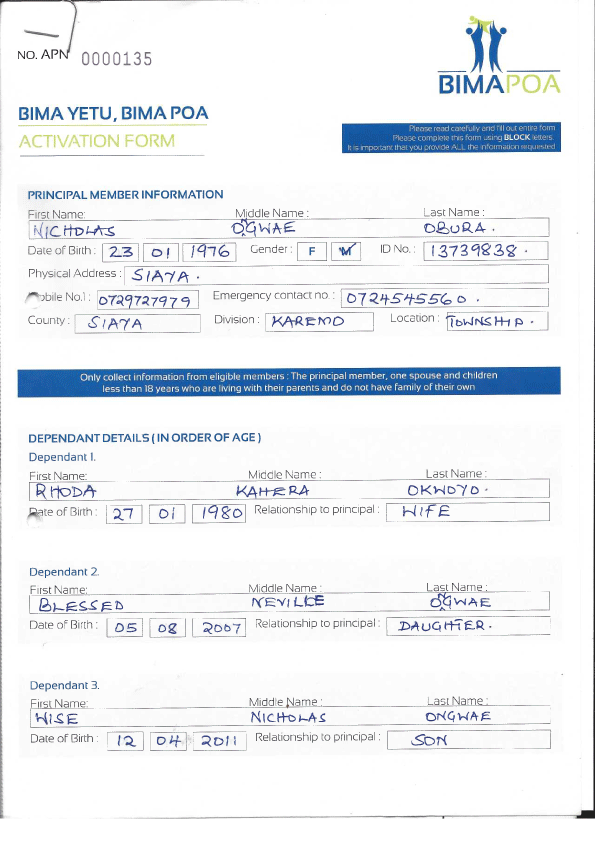 NO. APN 0000135
BIMAPOA
BIMA YETU, BIMA POA
ACTIVATION FORM
Please read carefully and fill out entire form
Please complete this form using BLOCK letters.
It is important that you provide ALL the information requested
PRINCIPAL MEMBER INFORMATION
First Name: Middle Name : Last Name :
NICHOLAS OGWAE OBURA.
Date of Birth : 23 01 1976 Gender : F M ID No. : 13739838.
Physical Address : SIAYA.
Mobile No.1 : 0729727979 Emergency contact no. : 0724545560.
County : SIAYA Division : KAREMO Location : TOWNSHIP.
Only collect information from eligible members : The principal member, one spouse and children
less than 18 years who are living with their parents and do not have family of their own
DEPENDANT DETAILS ( IN ORDER OF AGE )
Dependant 1.
First Name: Middle Name : Last Name :
RHODA KAHERA OKWOYO.
Date of Birth : 27 01 1980 Relationship to principal : WIFE
Dependant 2.
First Name: Middle Name : Last Name :
BLESSED NEVILLE OGWAE
Date of Birth : 05 08 2007 Relationship to principal : DAUGHTER.
Dependant 3.
First Name: Middle Name : Last Name :
WISE NICHOLAS ONGWAE
Date of Birth : 12 04 2011 Relationship to principal : SON